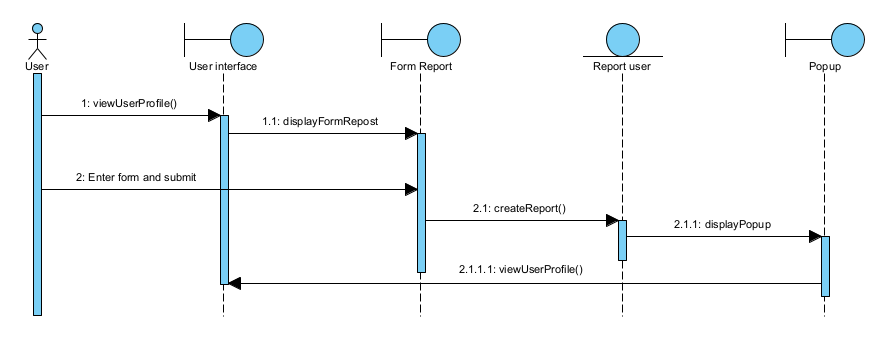 User
User interface
Form Report
Report user
Popup
1: viewUserProfile()
1.1: displayFormRepost
2: Enter form and submit
2.1: createReport()
2.1.1: displayPopup
2.1.1.1: viewUserProfile()